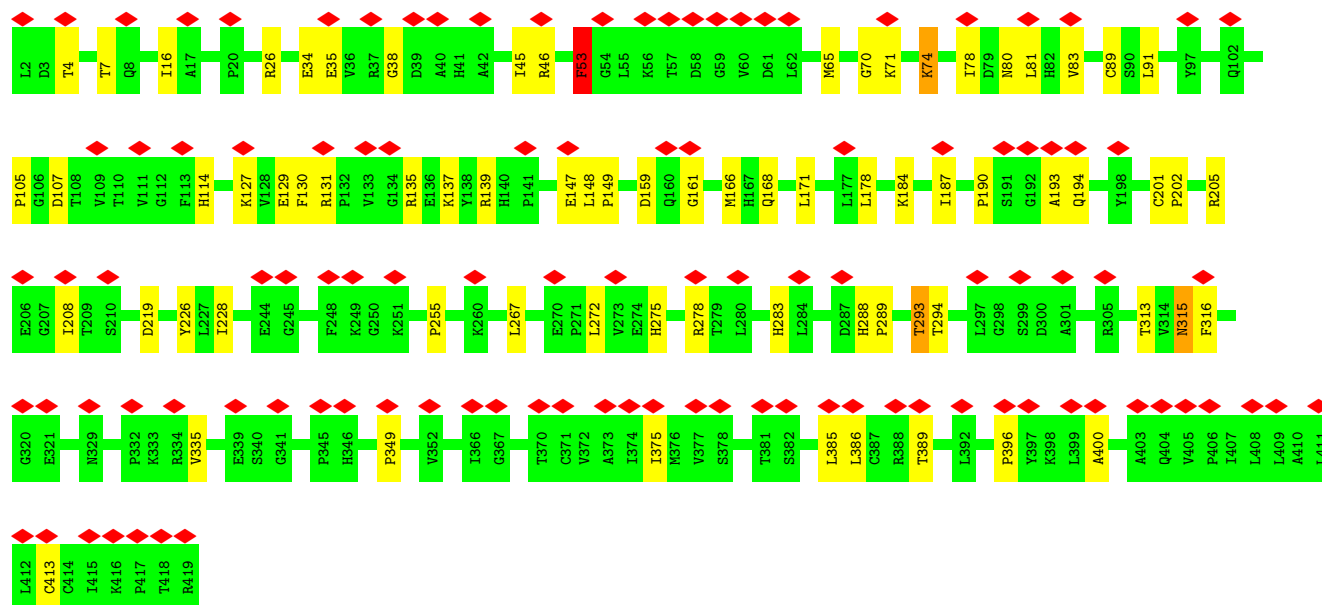 L2 D3 T4 T7 Q8 I16 A17 P20 R26 E34 E35 V36 R37 G38 D39 A40 H41 A42 I45 R46 F53 G54 L55 K56 T57 D58 G59 V60 D61 L62 M65 G70 K71 K74 I78 D79 N80 L81 H82 V83 C89 S90 L91 Y97 Q102
P105 G106 D107 T108 V109 T110 V111 G112 F113 H114 K127 V128 E129 F130 R131 P132 V133 G134 R135 E136 K137 Y138 R139 H140 P141 E147 L148 P149 D159 Q160 G161 M166 H167 Q168 L171 L177 L178 K184 I187 P190 S191 G192 A193 Q194 Y198 C201 P202 R205
E206 G207 I208 T209 S210 D219 Y226 L227 I228 E244 G245 F248 K249 G250 K251 P255 K260 L267 E270 P271 L272 V273 E274 H275 R278 T279 L280 H283 L284 D287 H288 P289 T293 T294 L297 G298 S299 D300 A301 R305 T313 V314 N315 F316
G320 E321 N329 P332 K333 R334 V335 E339 S340 G341 P345 H346 P349 V352 I366 G367 T370 C371 V372 A373 I374 I375 M376 V377 S378 T381 S382 L385 L386 C387 R388 T389 L392 P396 Y397 K398 L399 A400 A403 Q404 V405 P406 I407 L408 L409 A410 L411
L412 C413 C414 I415 K416 P417 T418 R419